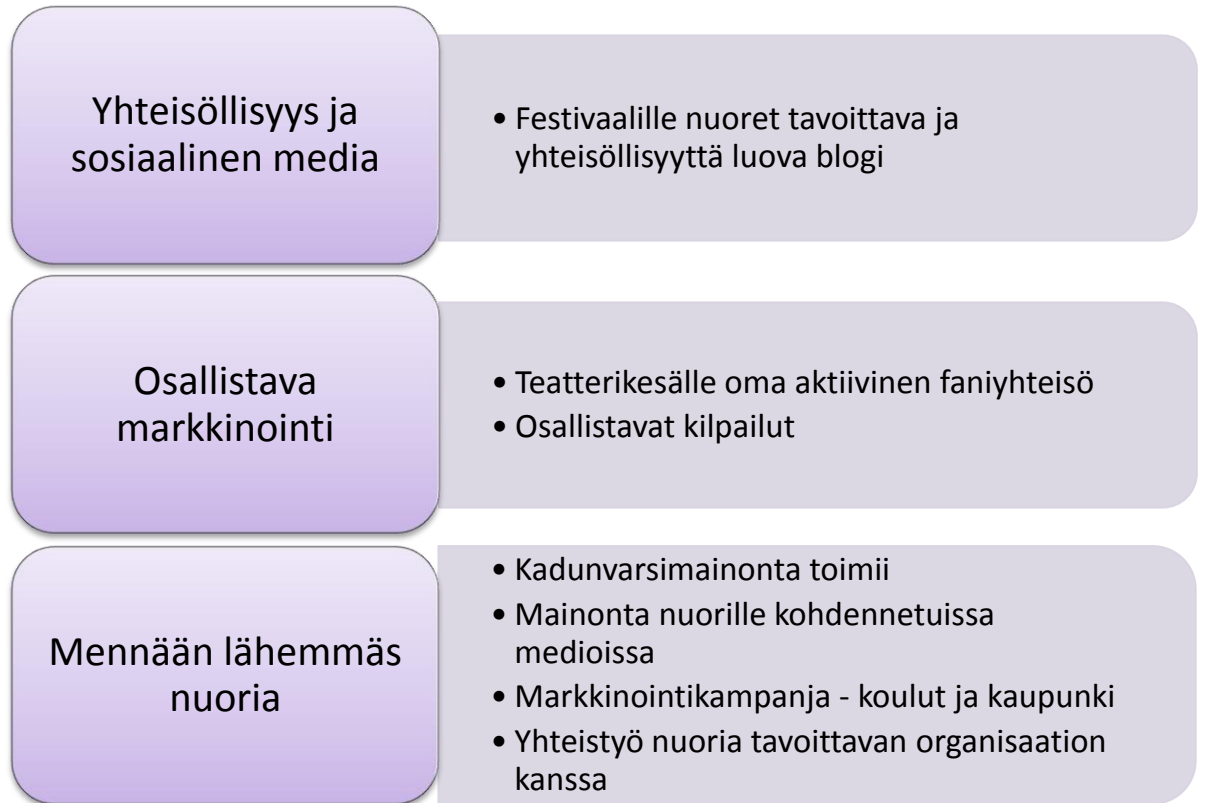 Yhteisöllisyys ja
sosiaalinen media
• Festivaalille nuoret tavoittava ja
yhteisöllisyyttä luova blogi
Osallistava
markkinointi
• Teatterikesälle oma aktiivinen faniyhteisö
• Osallistavat kilpailut
Mennään lähemmäs
nuoria
• Kadunvarsimainonta toimii
• Mainonta nuorille kohdennetuissa
medioissa
• Markkinointikampanja - koulut ja kaupunki
• Yhteistyö nuoria tavoittavan organisaation
kanssa